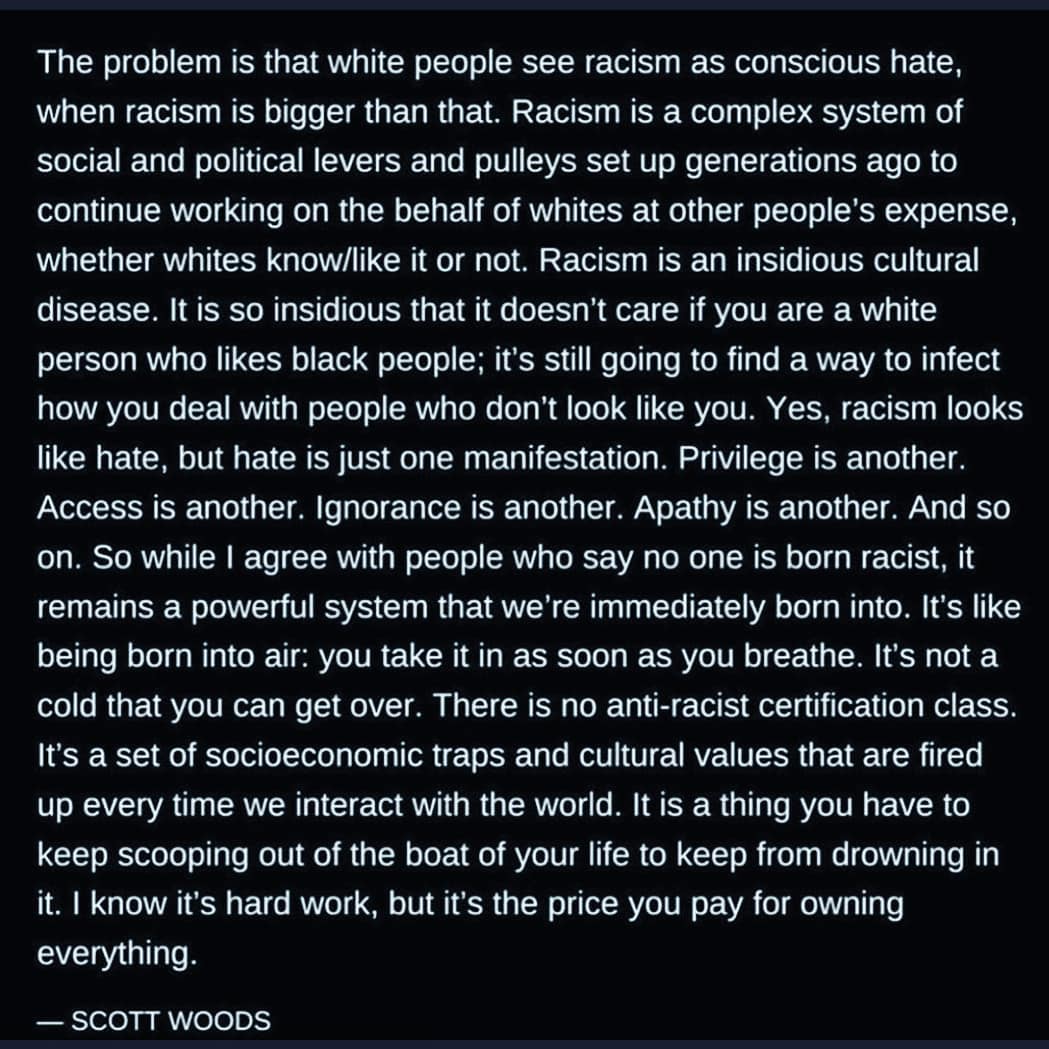 The problem is that white people see racism as conscious hate,
when racism is bigger than that. Racism is a complex system of
social and political levers and pulleys set up generations ago to
continue working on the behalf of whites at other people’s expense,
whether whites know/like it or not. Racism is an insidious cultural
disease. It is so insidious that it doesn’t care if you are a white
person who likes black people; it’s still going to find a way to infect
how you deal with people who don’t look like you. Yes, racism looks
like hate, but hate is just one manifestation. Privilege is another.
Access is another. Ignorance is another. Apathy is another. And so
on. So while I agree with people who say no one is born racist, it
remains a powerful system that we’re immediately born into. It’s like
being born into air: you take it in as soon as you breathe. It’s not a
cold that you can get over. There is no anti-racist certification class.
It’s a set of socioeconomic traps and cultural values that are fired
up every time we interact with the world. It is a thing you have to
keep scooping out of the boat of your life to keep from drowning in
it. I know it’s hard work, but it’s the price you pay for owning
everything.
— SCOTT WOODS